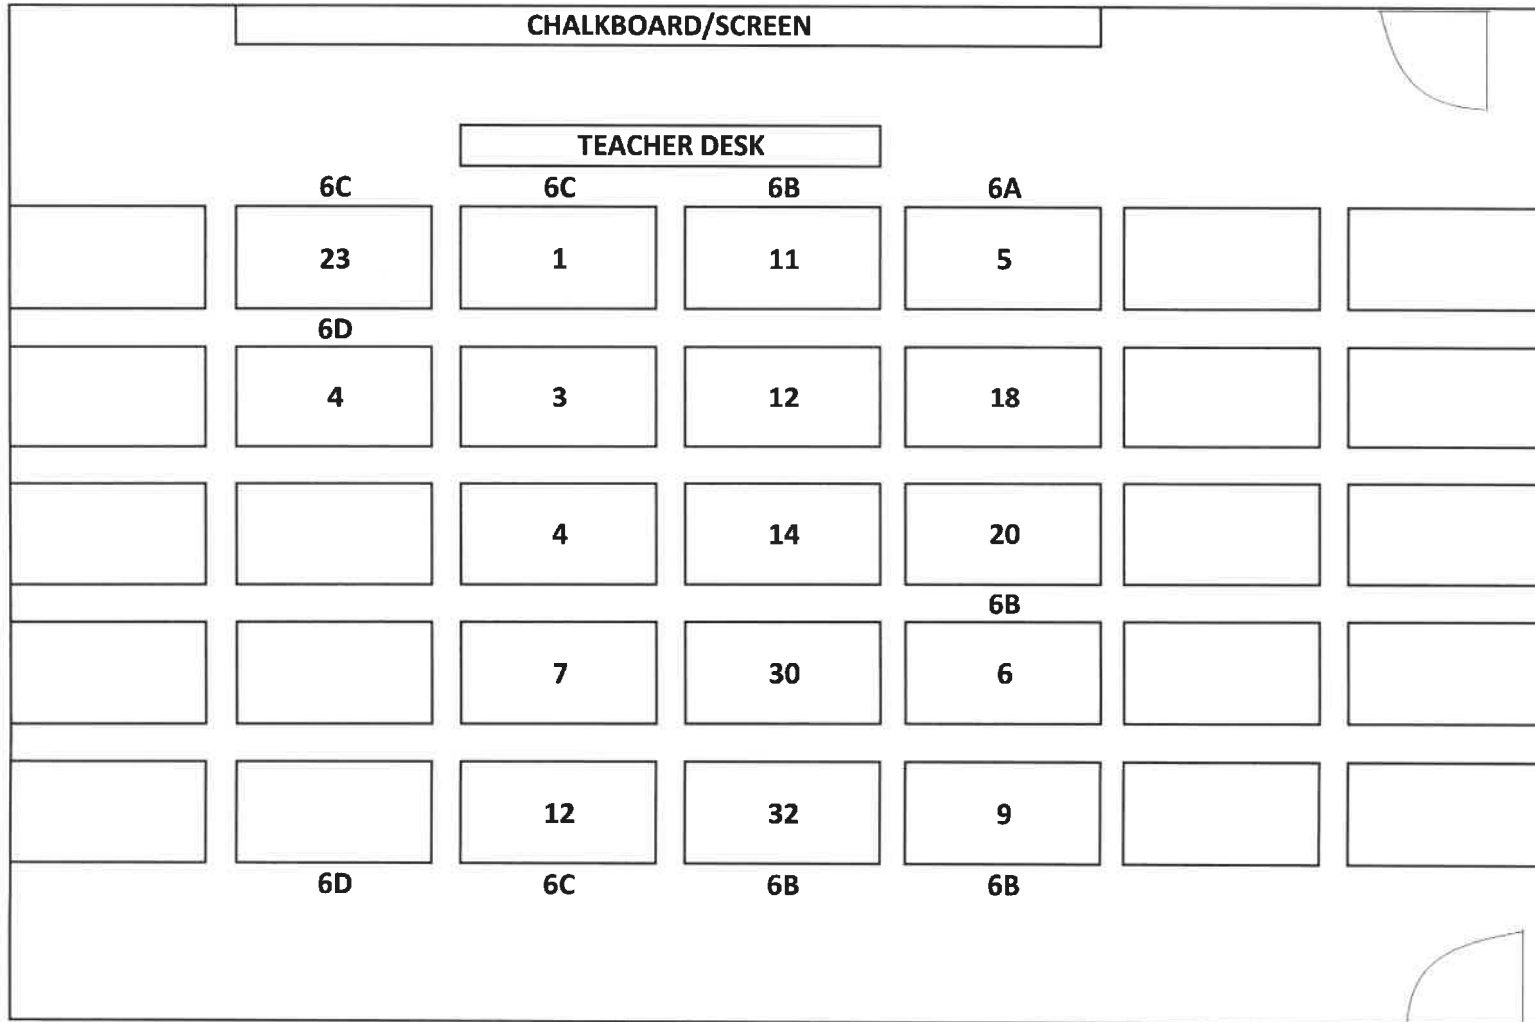 CHALKBOARD/SCREEN
TEACHER DESK
6C 6C 6B 6A
23 1 11 5
6D
4 3 12 18
4 14 20
6B
7 30 6
12 32 9
6D 6C 6B 6B